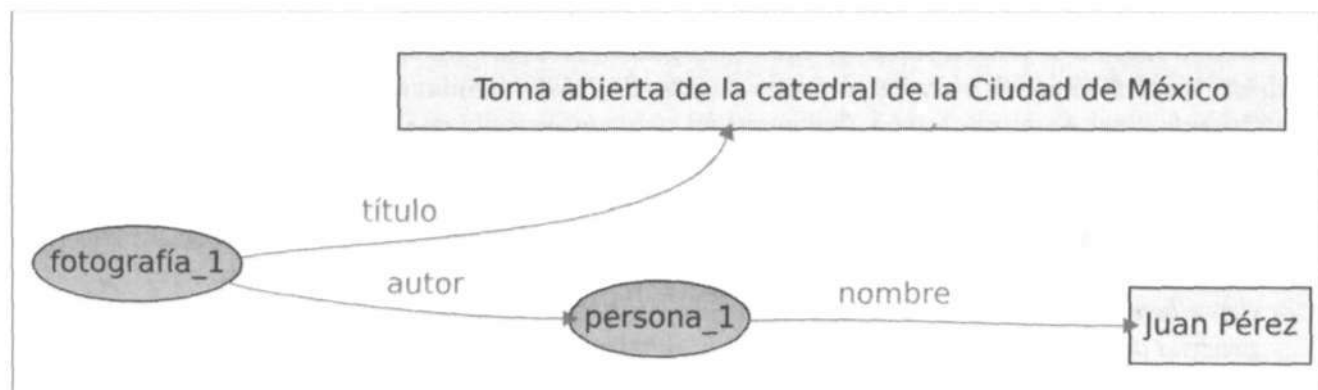 Toma abierta de la catedral de la Ciudad de México
título
fotografía_1
autor
persona_1
nombre
Juan Pérez